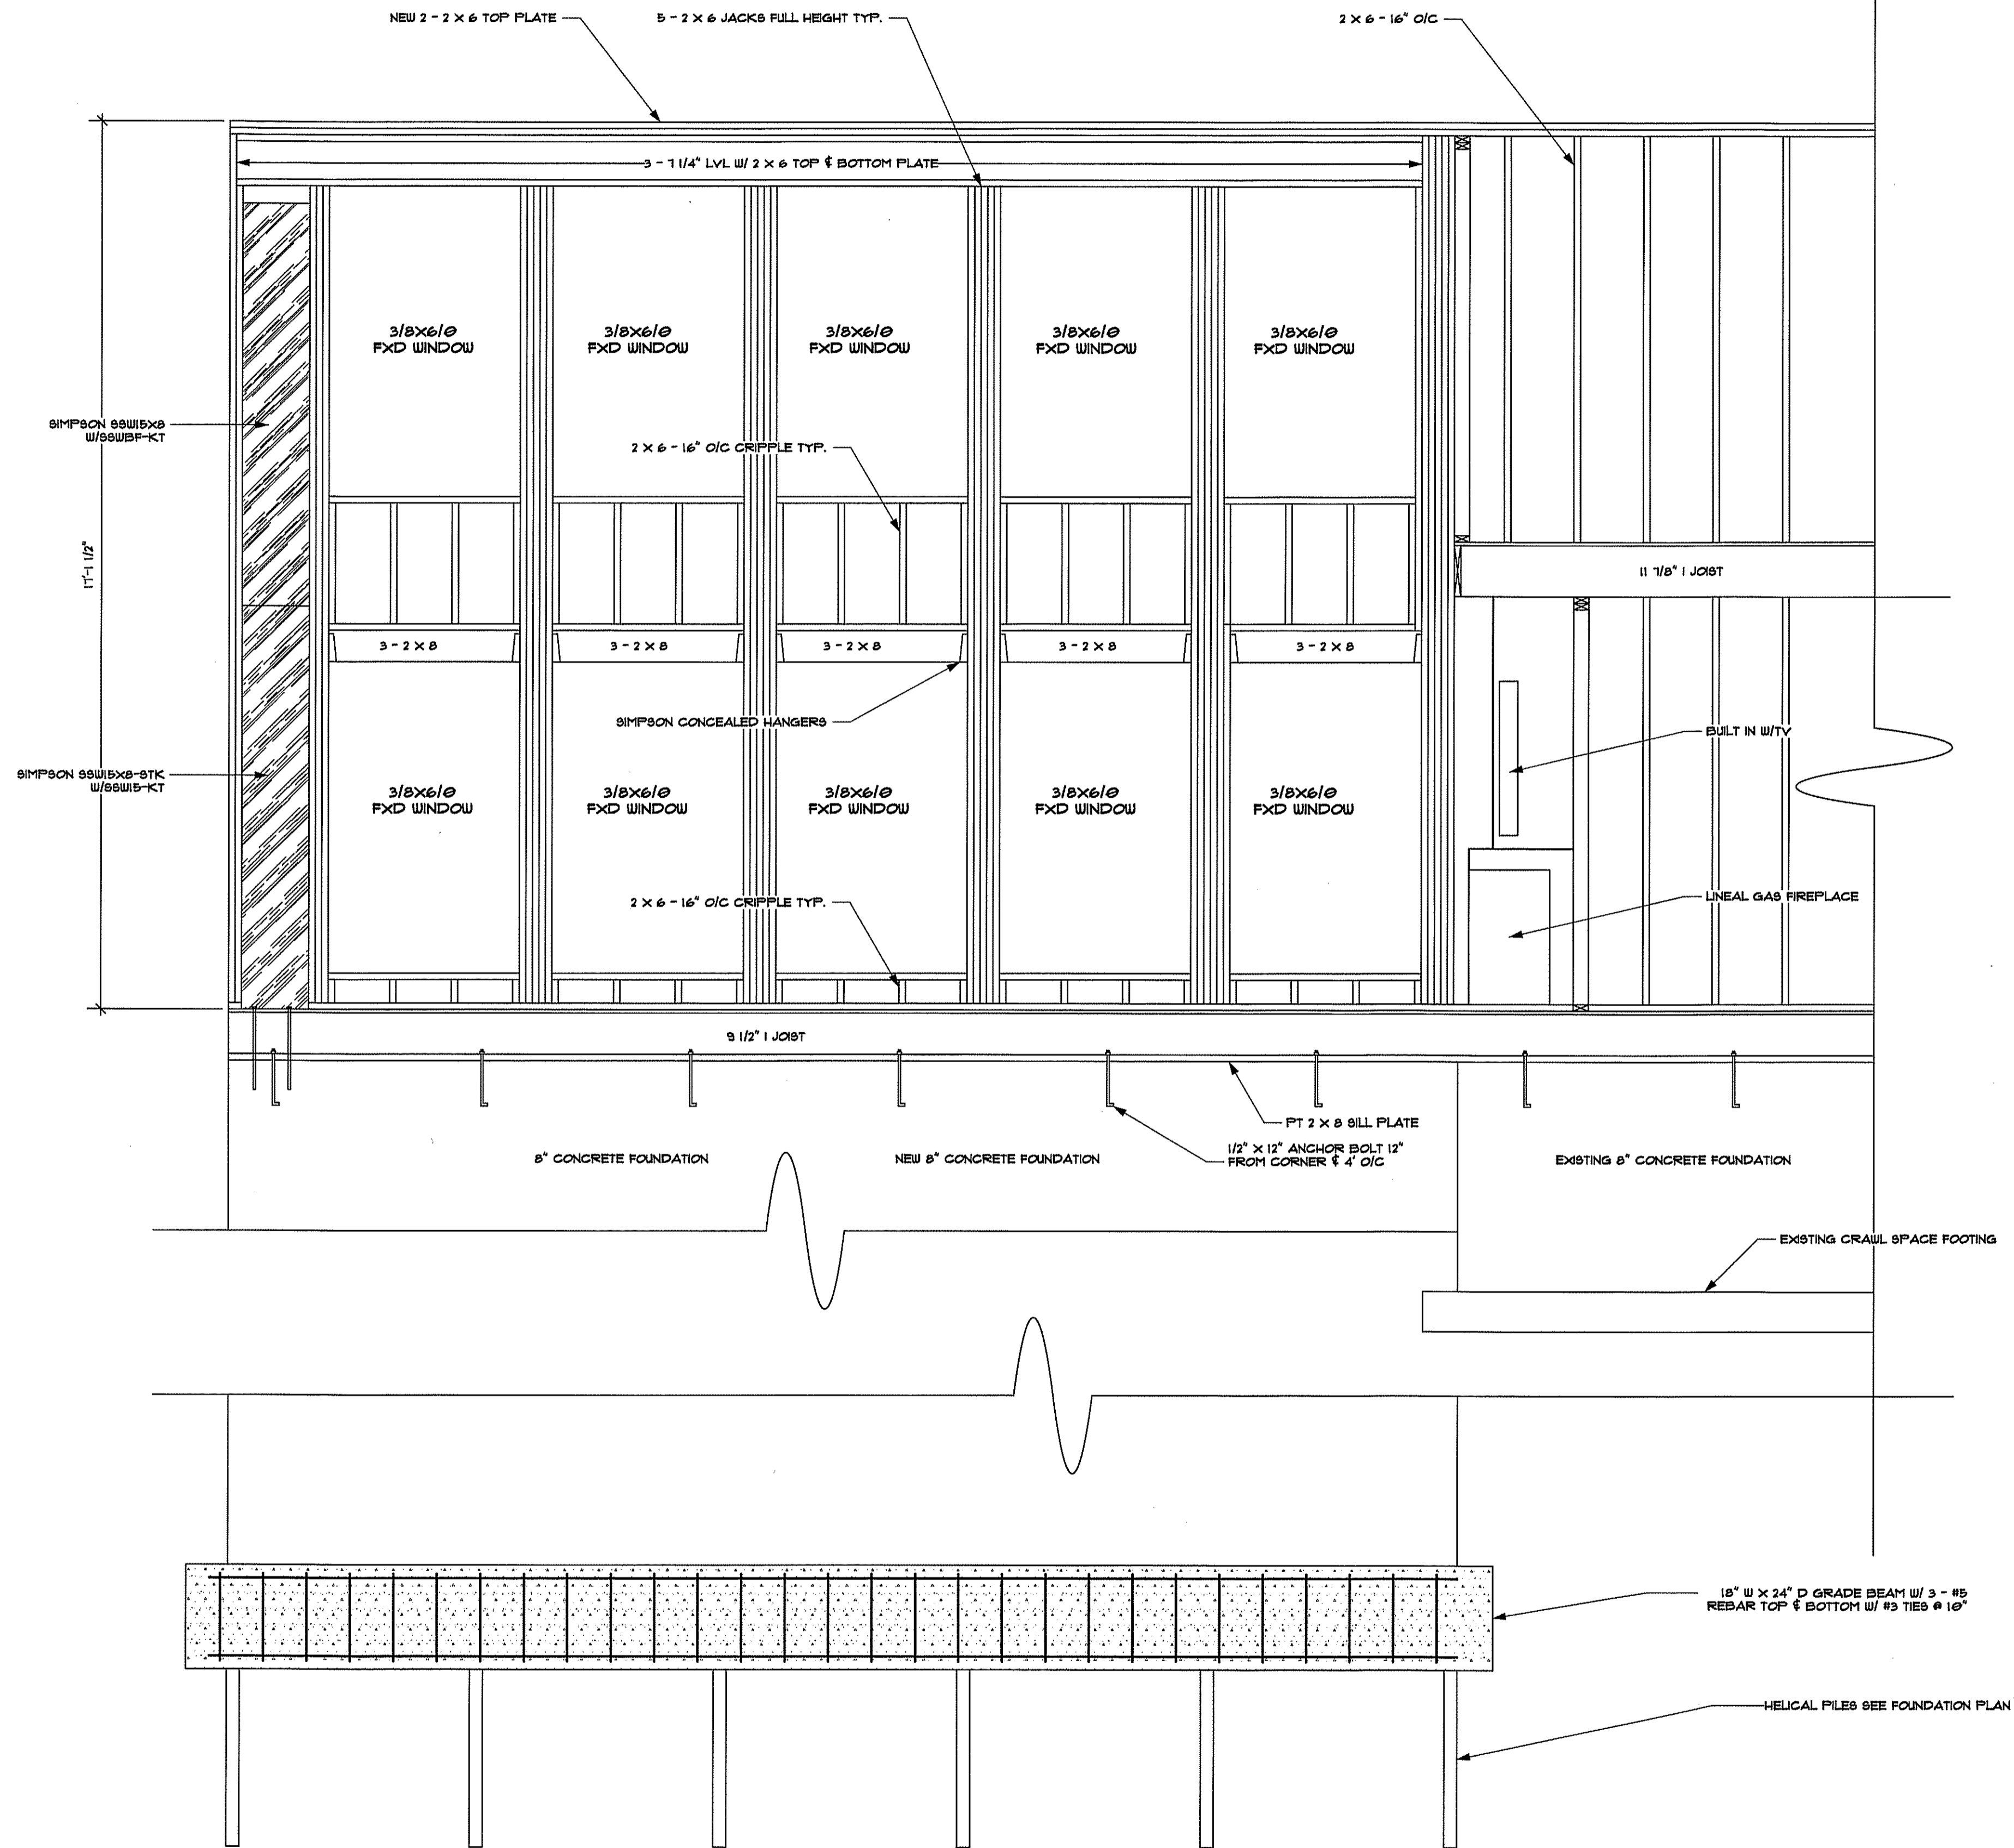 NEW 2 - 2 X 6 TOP PLATE
5 - 2 X 6 JACKS FULL HEIGHT TYP.
2 X 6 - 16" O/C
3 - 7 1/4" LVL W/ 2 X 6 TOP & BOTTOM PLATE
3/8X6/0
FXD WINDOW
3/8X6/0
FXD WINDOW
3/8X6/0
FXD WINDOW
3/8X6/0
FXD WINDOW
3/8X6/0
FXD WINDOW
SIMPSON SSW15X8
W/SSWBF-KT
2 X 6 - 16" O/C CRIPPLE TYP.
17'-1 1/2"
11 7/8" I JOIST
3 - 2 X 8
3 - 2 X 8
3 - 2 X 8
3 - 2 X 8
3 - 2 X 8
SIMPSON CONCEALED HANGERS
BUILT IN W/TV
SIMPSON SSW15X8-STK
W/SSW15-KT
3/8X6/0
FXD WINDOW
3/8X6/0
FXD WINDOW
3/8X6/0
FXD WINDOW
3/8X6/0
FXD WINDOW
3/8X6/0
FXD WINDOW
2 X 6 - 16" O/C CRIPPLE TYP.
LINEAL GAS FIREPLACE
9 1/2" I JOIST
PT 2 X 8 SILL PLATE
1/2" X 12" ANCHOR BOLT 12"
FROM CORNER & 4' O/C
8" CONCRETE FOUNDATION
NEW 8" CONCRETE FOUNDATION
EXISTING 8" CONCRETE FOUNDATION
EXISTING CRAWL SPACE FOOTING
18" W X 24" D GRADE BEAM W/ 3 - #5
REBAR TOP & BOTTOM W/ #3 TIES @ 10"
HELICAL PILES SEE FOUNDATION PLAN